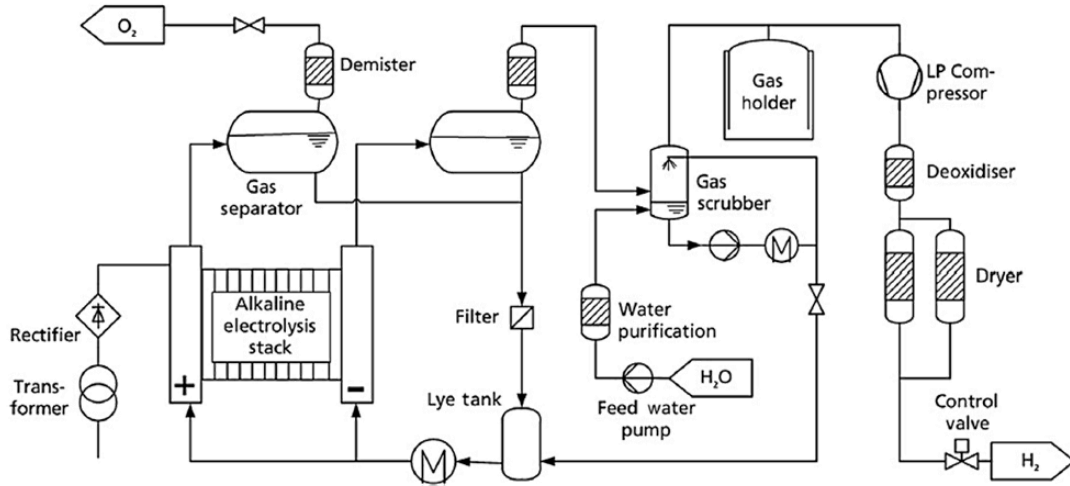 O₂
Demister
Gas
separator
Gas
holder
LP Com-
pressor
Deoxidiser
Gas
scrubber
Dryer
Alkaline
electrolysis
stack
+
-
Rectifier
Trans-
former
Filter
Water
purification
H₂O
Feed water
pump
Lye tank
M
M
Control
valve
H₂